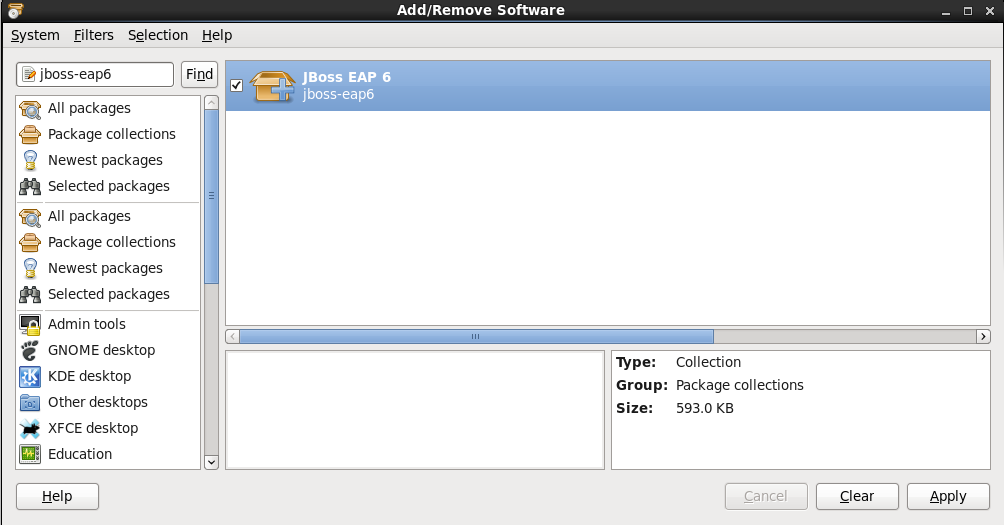 Add/Remove Software
System Filters Selection Help
jboss-eap6 Find
JBoss EAP 6
jboss-eap6
All packages
Package collections
Newest packages
Selected packages
All packages
Package collections
Newest packages
Selected packages
Admin tools
GNOME desktop
KDE desktop
Other desktops
XFCE desktop
Education
Type: Collection
Group: Package collections
Size: 593.0 KB
Help Cancel Clear Apply